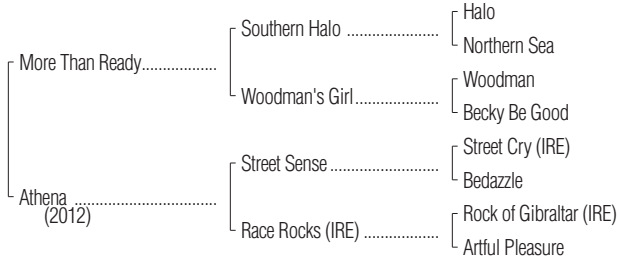 Halo
Southern Halo ....................
Northern Sea
More Than Ready..................
Woodman
Woodman's Girl..................
Becky Be Good
Street Cry (IRE)
Street Sense .......................
Bedazzle
Athena ..............................
(2012)
Rock of Gibraltar (IRE)
Race Rocks (IRE) ................
Artful Pleasure